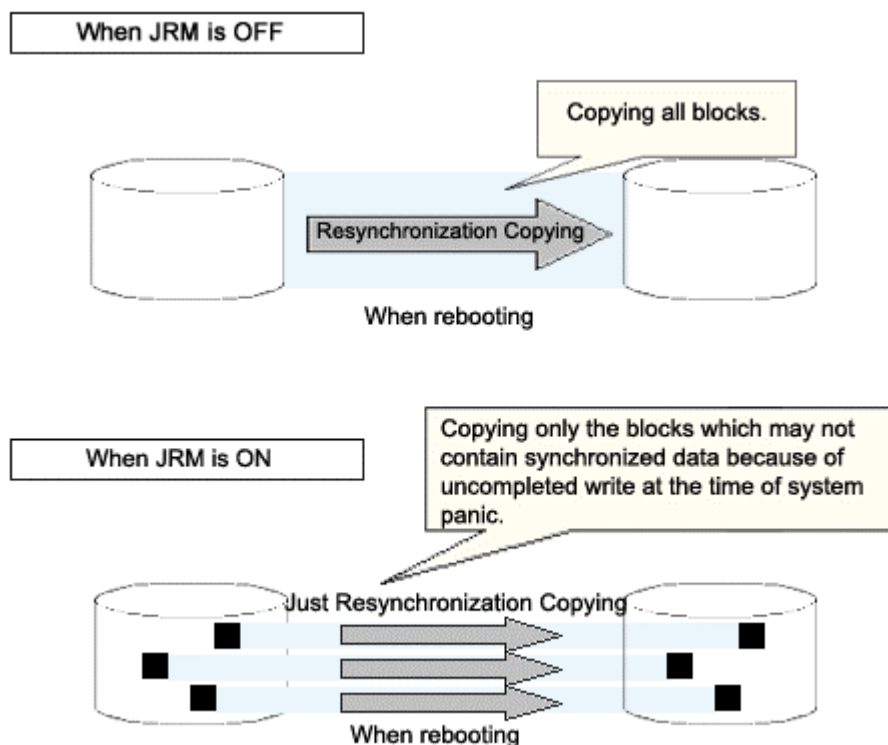 When JRM is OFF
Copying all blocks.
Resynchronization Copying
When rebooting
When JRM is ON
Copying only the blocks which may not
contain synchronized data because of
uncompleted write at the time of system
panic.
Just Resynchronization Copying
When rebooting